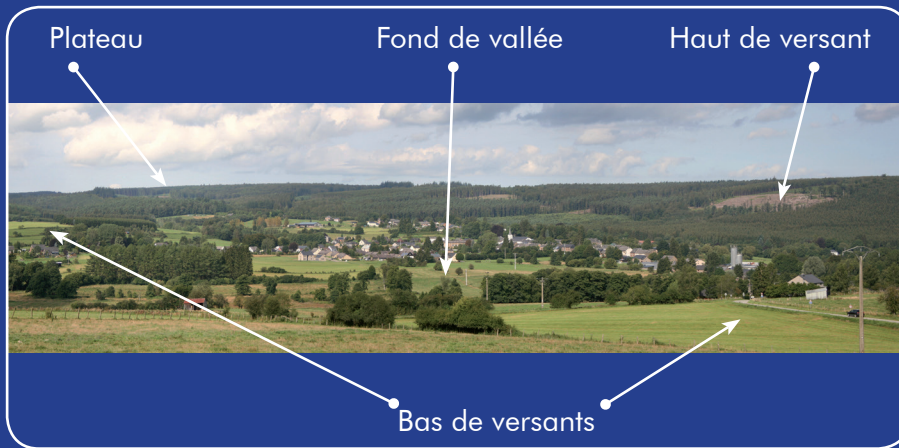 Plateau
Fond de vallée
Haut de versant
Bas de versants